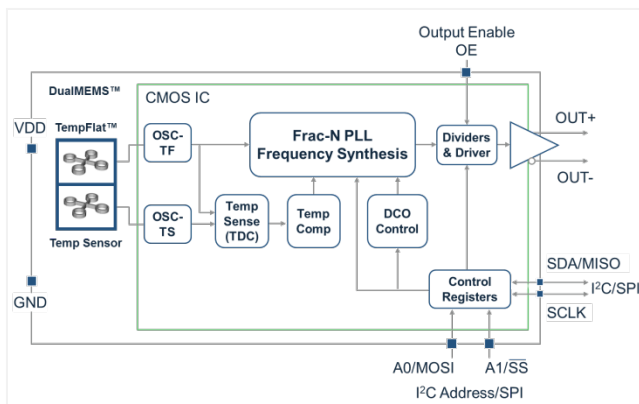 Output Enable
OE
DualMEMS™
CMOS IC
TempFlat™
VDD
OSC-
TF
Frac-N PLL
Frequency Synthesis
Dividers
& Driver
OUT+
OUT-
OSC-
TS
Temp
Sense
(TDC)
Temp
Comp
DCO
Control
Temp Sensor
GND
Control
Registers
SDA/MISO
I²C/SPI
SCLK
A0/MOSI
A1/S̅S̅
I²C Address/SPI